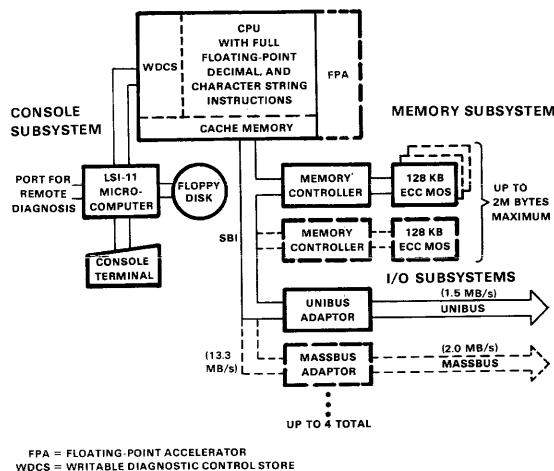 CPU
WITH FULL
FLOATING-POINT
DECIMAL, AND
CHARACTER STRING
INSTRUCTIONS
WDCS
FPA
CACHE MEMORY
CONSOLE
SUBSYSTEM
PORT FOR
REMOTE
DIAGNOSIS
LSI-11
MICRO-
COMPUTER
FLOPPY
DISK
CONSOLE
TERMINAL
MEMORY SUBSYSTEM
MEMORY
CONTROLLER
128 KB
ECC MOS
UP TO
2M BYTES
MAXIMUM
SBI
MEMORY
CONTROLLER
128 KB
ECC MOS
I/O SUBSYSTEMS
UNIBUS
ADAPTOR
(1.5 MB/s)
UNIBUS
(13.3
MB/s)
MASSBUS
ADAPTOR
(2.0 MB/s)
MASSBUS
UP TO 4 TOTAL
FPA = FLOATING-POINT ACCELERATOR
WDCS = WRITABLE DIAGNOSTIC CONTROL STORE